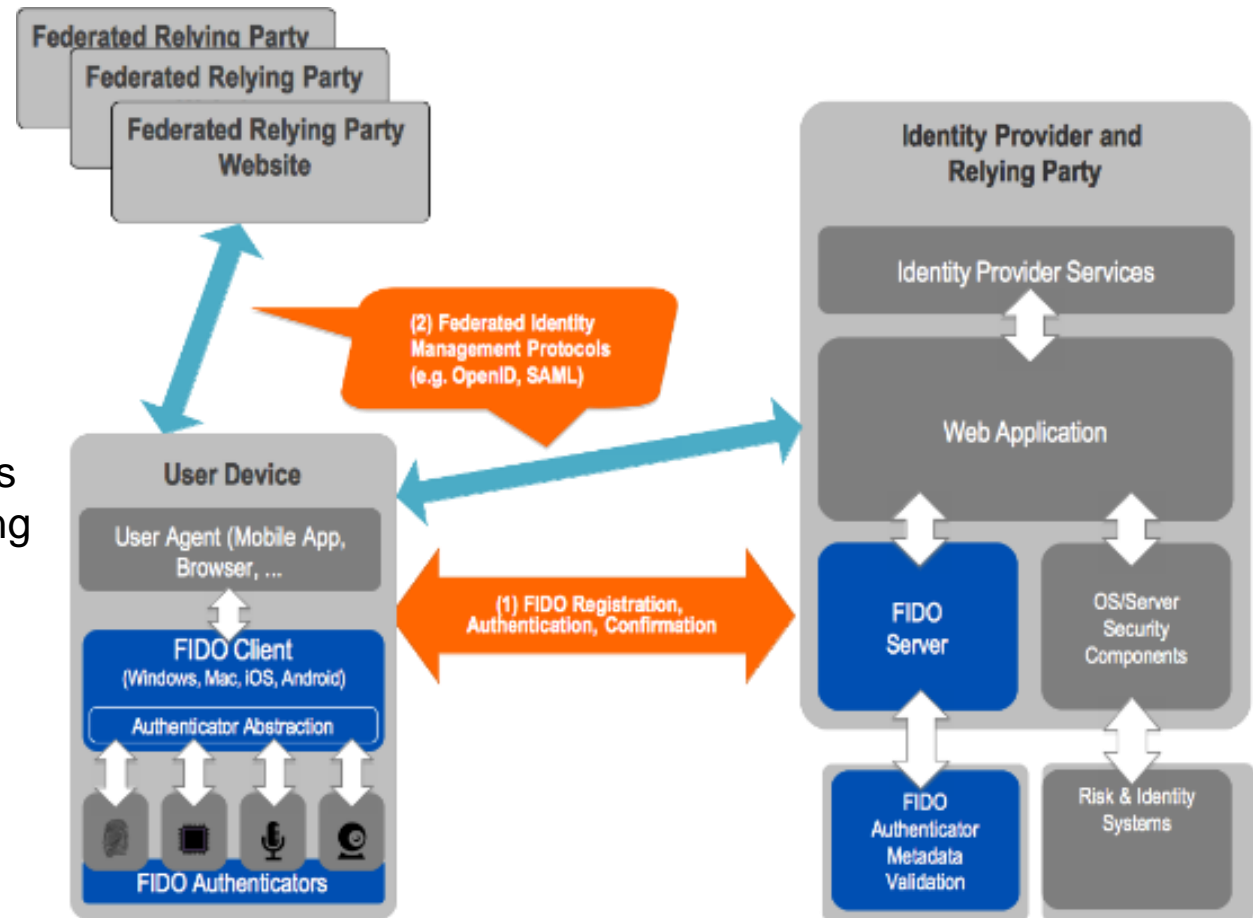 Federated Relying Party
Federated Relying Party
Federated Relying Party
Website
Identity Provider and
Relying Party
Identity Provider Services
(2) Federated Identity
Management Protocols
(e.g. OpenID, SAML)
Web Application
s
ng
User Device
User Agent (Mobile App,
Browser, ...
(1) FIDO Registration,
Authentication, Confirmation
FIDO Client
(Windows, Mac, iOS, Android)
Authenticator Abstraction
FIDO Authenticators
FIDO
Server
OS/Server
Security
Components
FIDO
Authenticator
Metadata
Validation
Risk & Identity
Systems